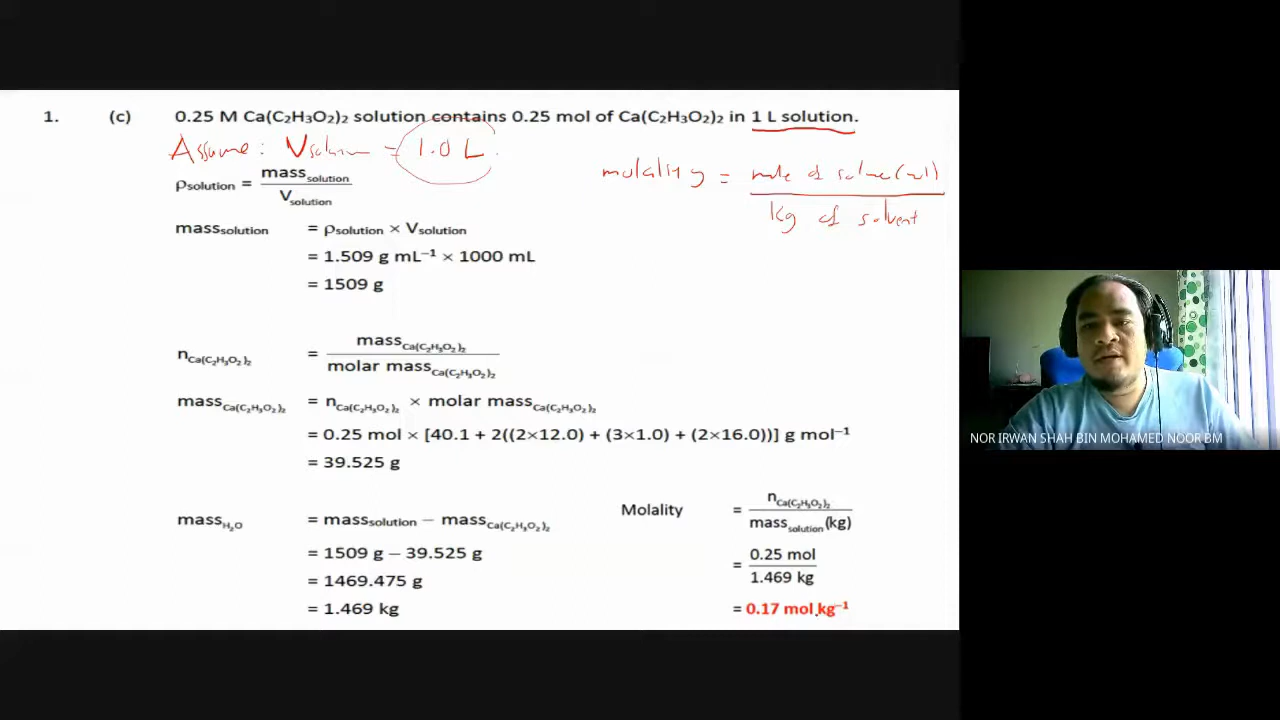 1. (c) 0.25 M Ca(C₂H₃O₂)₂ solution contains 0.25 mol of Ca(C₂H₃O₂)₂ in 1 L solution.
Assume: Vsolution = 1.0 L
ρsolution = masssolution / Vsolution
masssolution = ρsolution × Vsolution
= 1.509 g mL⁻¹ × 1000 mL
= 1509 g
molality = mole of solute (mol) / kg of solvent
nCa(C₂H₃O₂)₂ = massCa(C₂H₃O₂)₂ / molar massCa(C₂H₃O₂)₂
massCa(C₂H₃O₂)₂ = nCa(C₂H₃O₂)₂ × molar massCa(C₂H₃O₂)₂
= 0.25 mol × [40.1 + 2((2×12.0) + (3×1.0) + (2×16.0))] g mol⁻¹
= 39.525 g
massH₂O = masssolution − massCa(C₂H₃O₂)₂
= 1509 g − 39.525 g
= 1469.475 g
= 1.469 kg
Molality = nCa(C₂H₃O₂)₂ / masssolution(kg)
= 0.25 mol / 1.469 kg
= 0.17 mol kg⁻¹
NOR IRWAN SHAH BIN MOHAMED NOOR BM